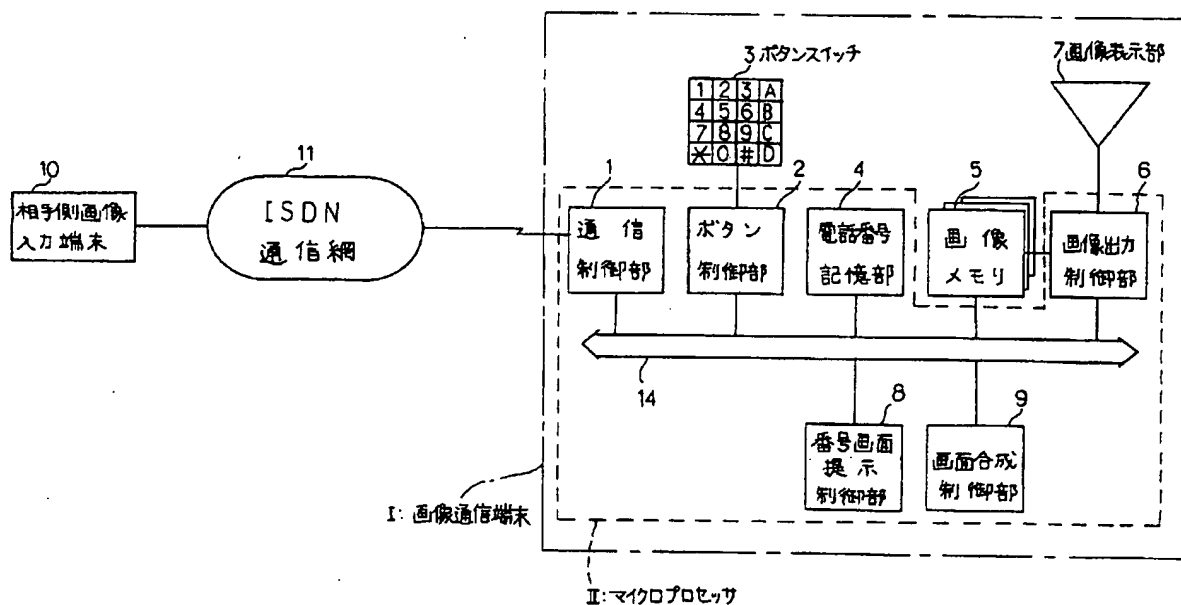 3 ボタンスイッチ
1 2 3 A
4 5 6 B
7 8 9 C
* 0 # D
7 画像表示部
10
相手側画像
入力端末
11
ISDN
通信網
1
通信
制御部
2
ボタン
制御部
4
電話番号
記憶部
5
画像
メモリ
6
画像出力
制御部
14
8
番号画面
提示
制御部
9
画面合成
制御部
I:画像通信端末
II:マイクロプロセッサ